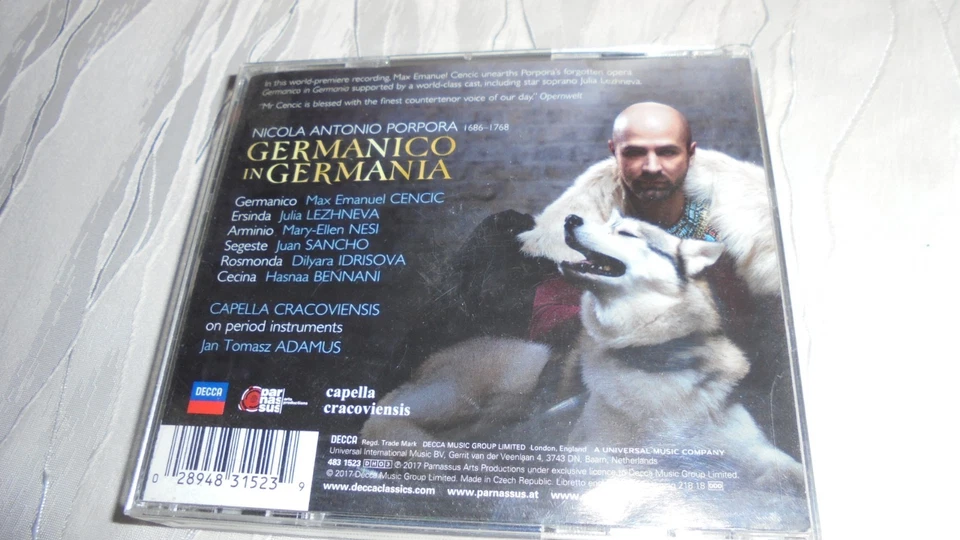 In this world-premiere recording, Max Emanuel Cencic unearths Porpora's forgotten opera
Germanico in Germania supported by a world-class cast, including star soprano Julia Lezhneva.
"Mr Cencic is blessed with the finest countertenor voice of our day." Opernwelt
NICOLA ANTONIO PORPORA 1686–1768
GERMANICO
IN GERMANIA
Germanico Max Emanuel CENCIC
Ersinda Julia LEZHNEVA
Arminio Mary-Ellen NESI
Segeste Juan SANCHO
Rosmonda Dilyara IDRISOVA
Cecina Hasnaa BENNANI
CAPELLA CRACOVIENSIS
on period instruments
Jan Tomasz ADAMUS
DECCA
parnassus arts productions
capella
cracoviensis
DECCA Regd. Trade Mark DECCA MUSIC GROUP LIMITED London, England A UNIVERSAL MUSIC COMPANY
Universal International Music BV, Gerrit van der Veenlaan 4, 3743 DN, Baarn, Netherlands
483 1523 DH03 ℗ 2017 Parnassus Arts Productions under exclusive licence to Decca Music Group Limited.
© 2017 Decca Music Group Limited. Made in Czech Republic. Libretto
www.deccaclassics.com www.parnassus.at
0 28948 31523 9